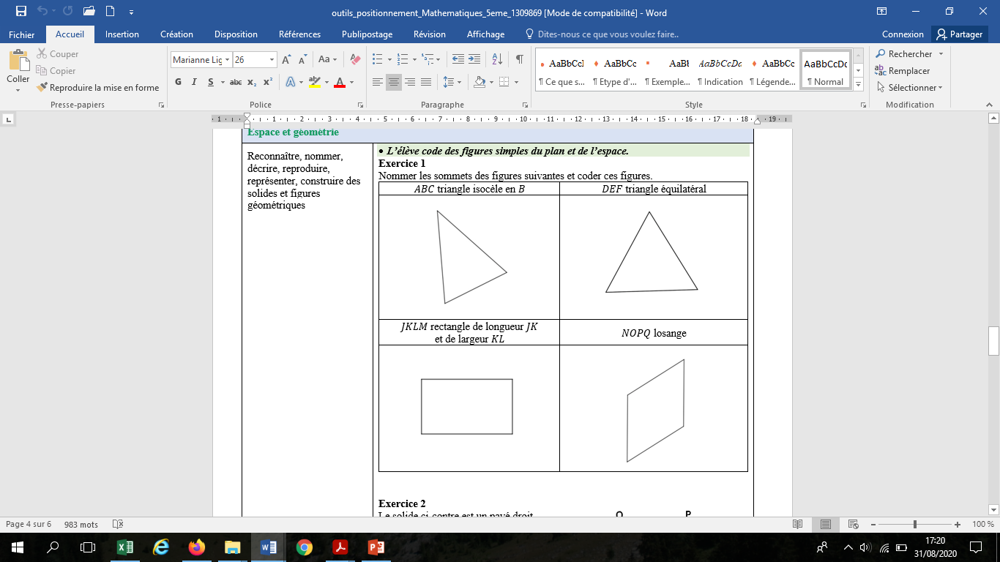 outils_positionnement_Mathematiques_5eme_1309869 [Mode de compatibilité] - Word
Fichier Accueil Insertion Création Disposition Références Publipostage Révision Affichage Dites-nous ce que vous voulez faire.. Connexion Partager
Coller
Couper
Copier
Reproduire la mise en forme
Presse-papiers
Marianne Lig 26
G I S abc x₂ x²
Police
Paragraphe
AaBbCcI AaBbCc AaBł AaBbCcDa AaBbCc AaBbCcDc
¶ Ce que s... ¶ Etype d'... ¶ Exemple... ¶ Indication ¶ Légende... ¶ Normal
Style
Rechercher
Remplacer
Sélectionner
Modification
1 1 2 3 4 5 6 7 8 9 10 11 12 13 14 15 16 17 18 19
Espace et géométrie
Reconnaître, nommer,
décrire, reproduire,
représenter, construire des
solides et figures
géométriques
• L'élève code des figures simples du plan et de l'espace.
Exercice 1
Nommer les sommets des figures suivantes et coder ces figures.
ABC triangle isocèle en B
DEF triangle équilatéral
JKLM rectangle de longueur JK
et de largeur KL
NOPQ losange
Exercice 2
Le solide ci-contre est un pavé droit
P
Page 4 sur 6 983 mots
100 %
17:20
31/08/2020